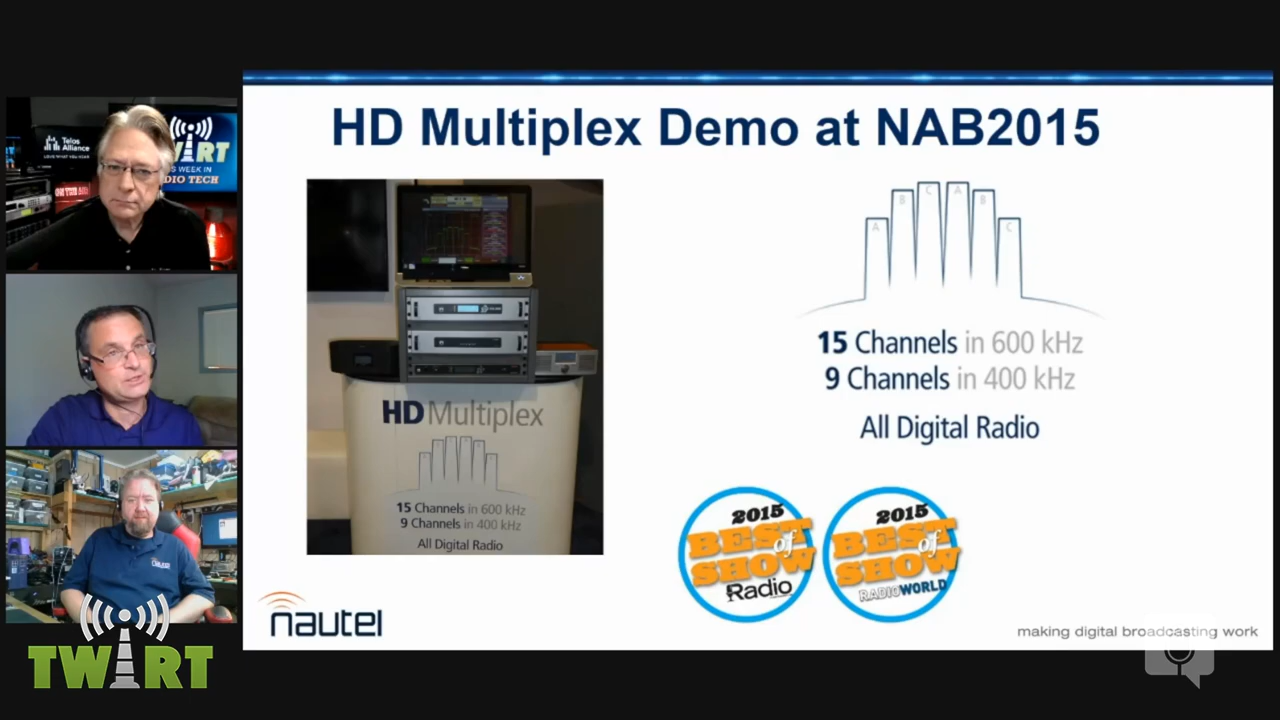 HD Multiplex Demo at NAB2015
Telos
Alliance
TWIRT
S WEEK IN
DIO TECH
ON THE AIR
A B C A B C
15 Channels in 600 kHz
9 Channels in 400 kHz
All Digital Radio
HD Multiplex
15 Channels in 600 kHz
9 Channels in 400 kHz
All Digital Radio
2015
BEST
of
SHOW
Radio
2015
BEST
of
SHOW
RADIOWORLD
nautel
making digital broadcasting work
TWIRT